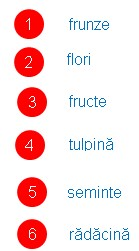 1 frunze
2 flori
3 fructe
4 tulpină
5 seminte
6 rădăcină